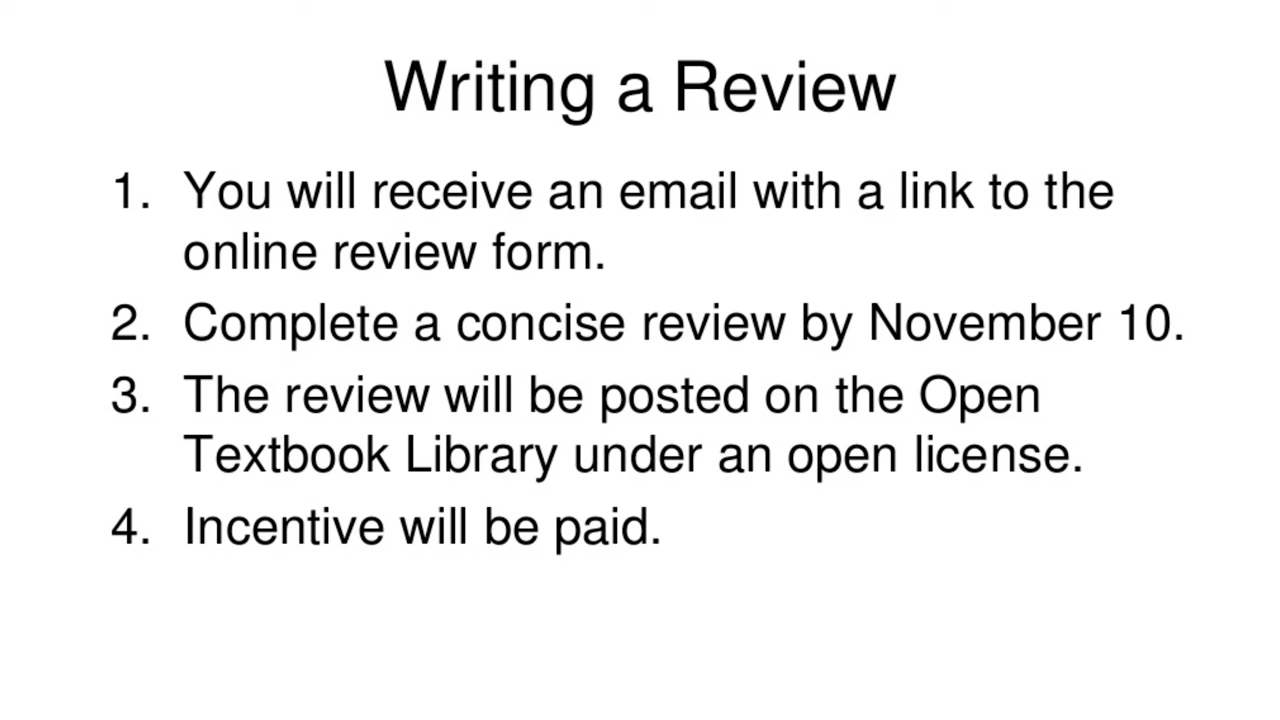 Writing a Review
1. You will receive an email with a link to the
online review form.
2. Complete a concise review by November 10.
3. The review will be posted on the Open
Textbook Library under an open license.
4. Incentive will be paid.